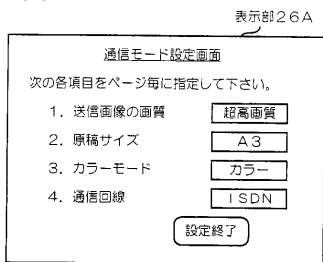 表示部26A
通信モード設定画面
次の各項目をページ毎に指定して下さい。
1. 送信画像の画質 超高画質
2. 原稿サイズ A3
3. カラーモード カラー
4. 通信回線 ISDN
設定終了